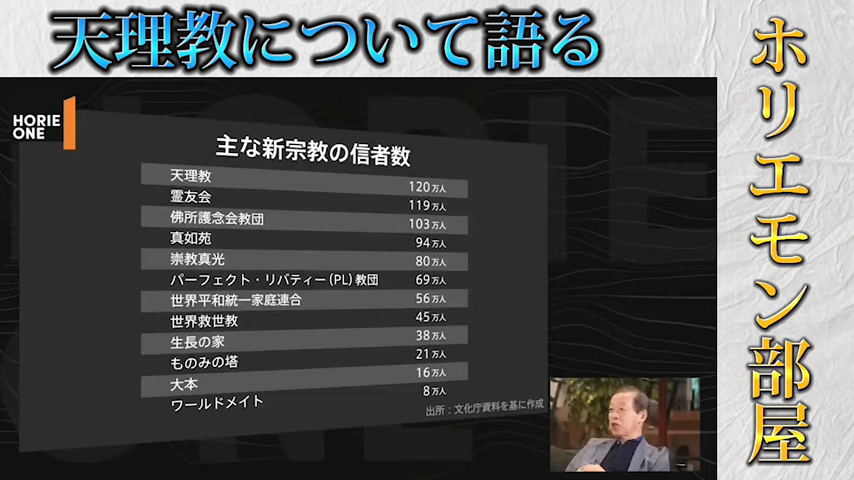 天理教について語る
ホリエモン部屋
HORIE
ONE
主な新宗教の信者数
天理教 120万人
霊友会 119万人
佛所護念会教団 103万人
真如苑 94万人
崇教真光 80万人
パーフェクト・リバティー(PL)教団 69万人
世界平和統一家庭連合 56万人
世界救世教 45万人
生長の家 38万人
ものみの塔 21万人
大本 16万人
ワールドメイト 8万人
出所:文化庁資料を基に作成